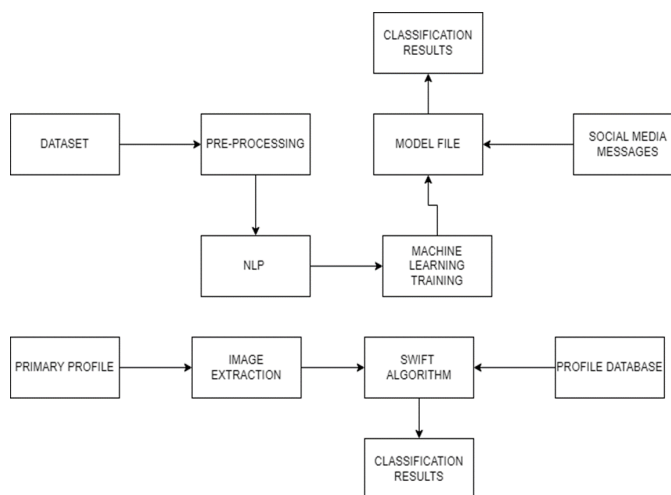 CLASSIFICATION
RESULTS
DATASET
PRE-PROCESSING
MODEL FILE
SOCIAL MEDIA
MESSAGES
NLP
MACHINE
LEARNING
TRAINING
PRIMARY PROFILE
IMAGE
EXTRACTION
SWIFT
ALGORITHM
PROFILE DATABASE
CLASSIFICATION
RESULTS